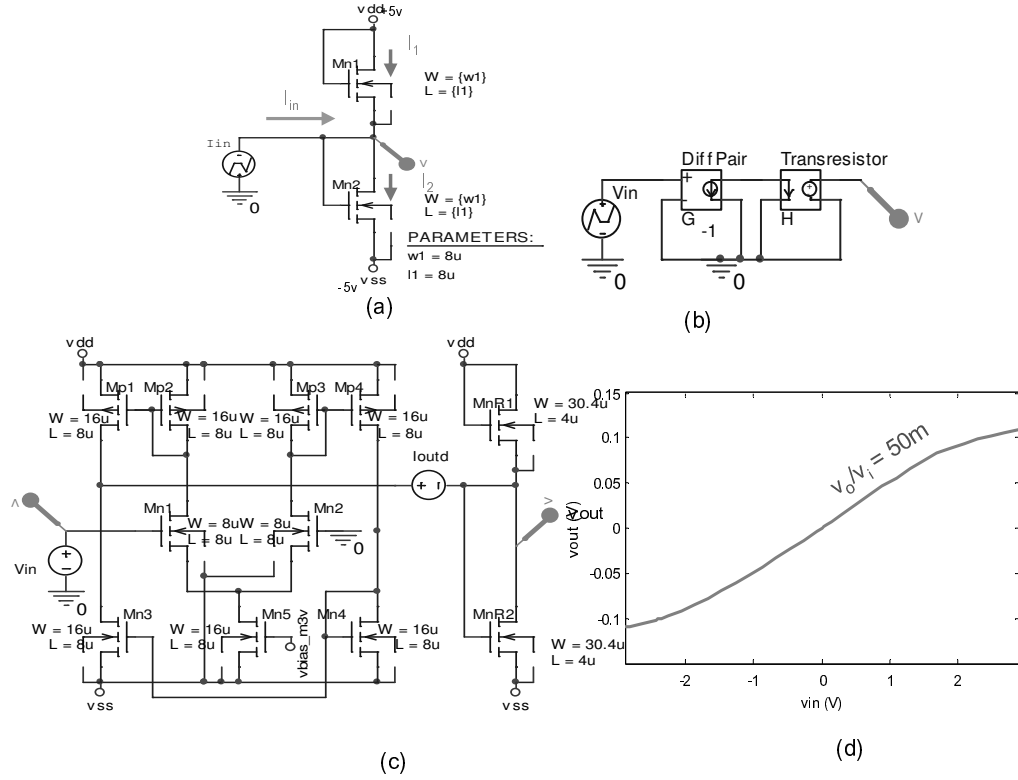 vdd+5v
I1
Mn1
W = {w1}
L = {l1}
Iin
Iin
V
0
I2
Mn2
W = {w1}
L = {l1}
PARAMETERS:
w1 = 8u
l1 = 8u
vss
-5v
(a)
Diff Pair
Transresistor
Vin
+
+
-
G
-1
H
V
0
0
(b)
vdd
vdd
Mp1
Mp2
Mp3
Mp4
W = 16u
L = 8u
W = 16u
L = 8u
W = 16u
L = 8u
W = 16u
L = 8u
MnR1
W = 30.4u
L = 4u
Ioutd
+
V
V
Mn1
W = 8u
L = 8u
W = 8u
L = 8u
Mn2
0
Vin
+
-
0
Mn3
W = 16u
L = 8u
Mn5
W = 16u
L = 8u
vbias_m3v
Mn4
W = 16u
L = 8u
MnR2
W = 30.4u
L = 4u
vss
vss
(c)
0.15
0.1
0.05
0
-0.05
-0.1
vout (V)
vout
vo/vi = 50m
-2
-1
0
1
2
vin (V)
(d)